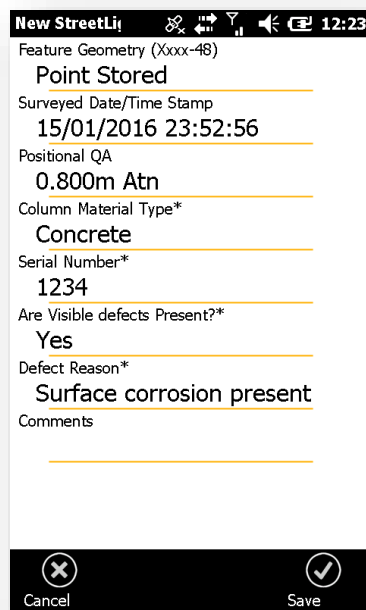 New StreetLi 12:23
Feature Geometry (Xxxx-48)
Point Stored
Surveyed Date/Time Stamp
15/01/2016 23:52:56
Positional QA
0.800m Atn
Column Material Type*
Concrete
Serial Number*
1234
Are Visible defects Present?*
Yes
Defect Reason*
Surface corrosion present
Comments
Cancel Save